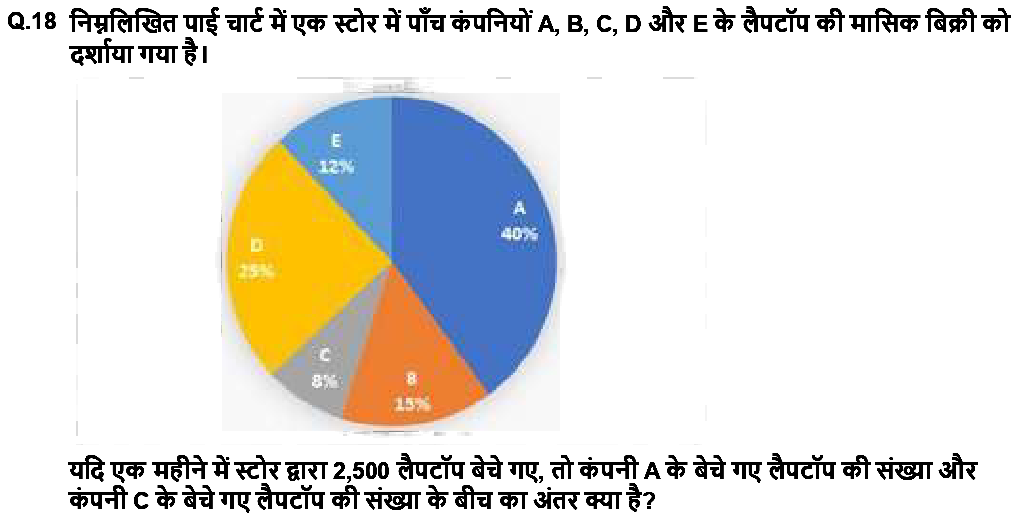 Q.18 निम्नलिखित पाई चार्ट में एक स्टोर में पाँच कंपनियों A, B, C, D और E के लैपटॉप की मासिक बिक्री को
दर्शाया गया है।
E
12%
A
40%
D
25%
C
8%
B
15%
यदि एक महीने में स्टोर द्वारा 2,500 लैपटॉप बेचे गए, तो कंपनी A के बेचे गए लैपटॉप की संख्या और
कंपनी C के बेचे गए लैपटॉप की संख्या के बीच का अंतर क्या है?